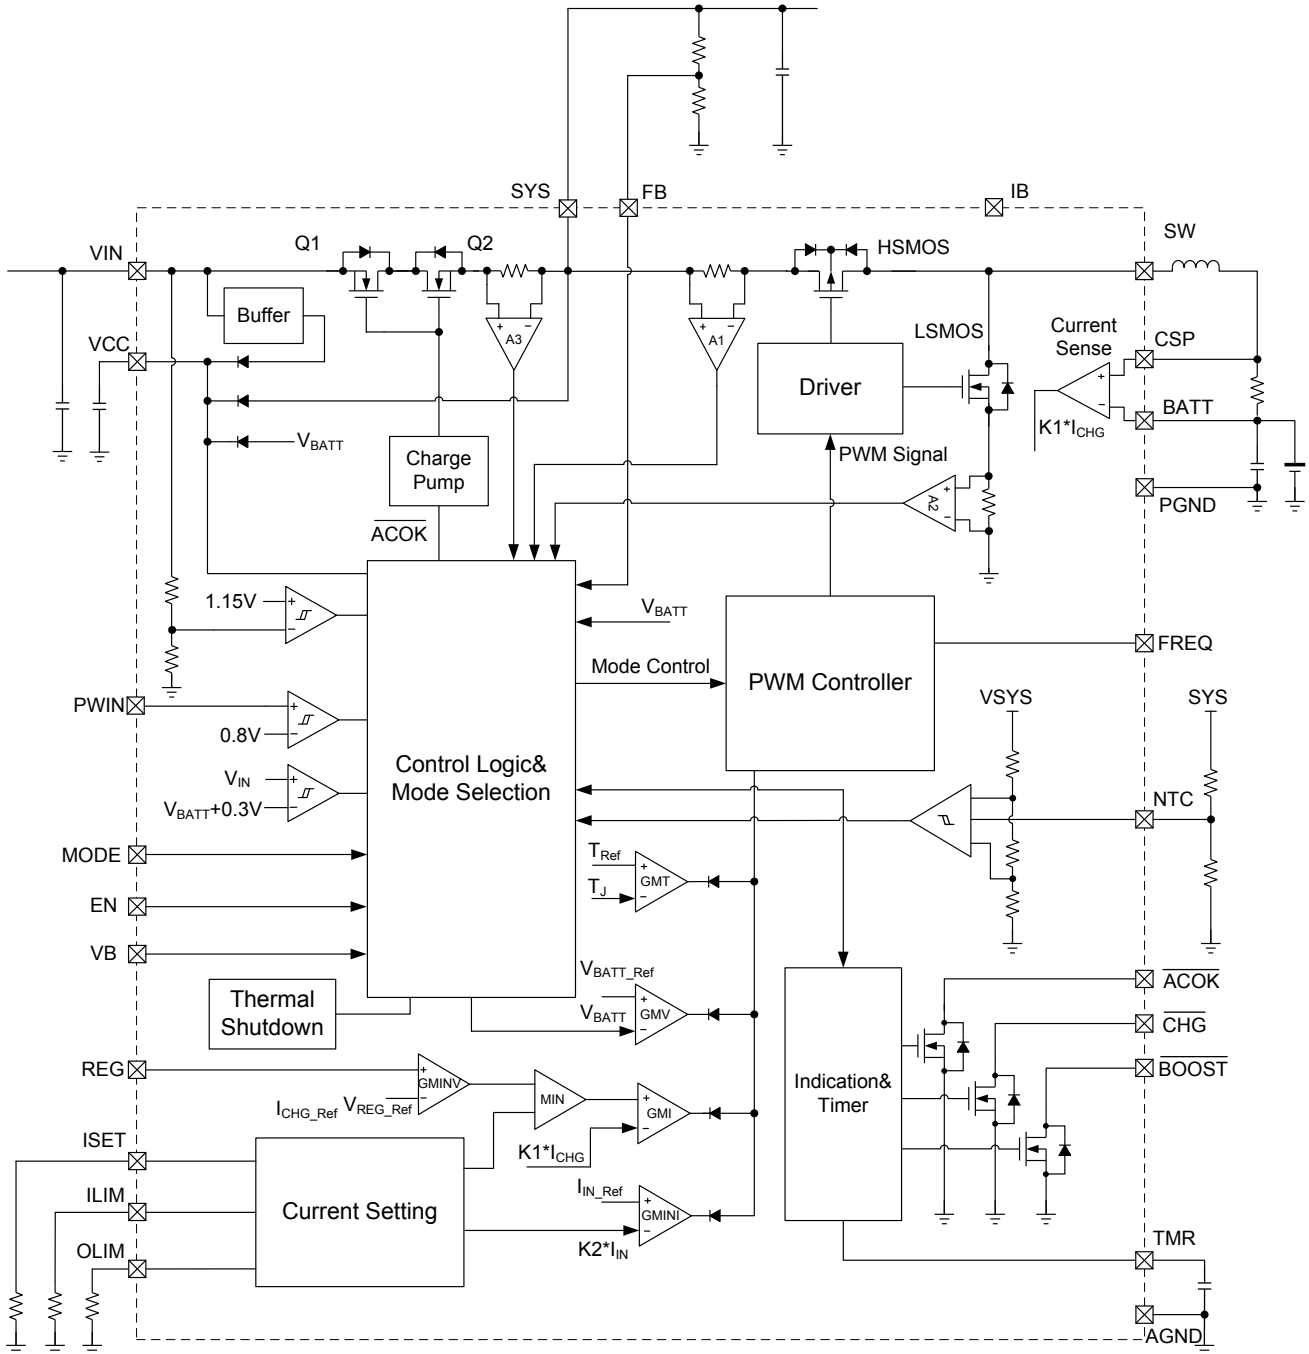 SYS
FB
IB
VIN
Q1
Q2
HSMOS
SW
Buffer
VCC
A3
A1
LSMOS
Current
Sense
CSP
Driver
BATT
K1*I_CHG
V_BATT
Charge
Pump
PWM Signal
A2
PGND
ACOK
1.15V
+
−
V_BATT
Mode Control
PWM Controller
FREQ
PWIN
0.8V
VSYS
SYS
V_IN
V_BATT+0.3V
Control Logic&
Mode Selection
NTC
MODE
T_Ref
GMT
T_J
EN
VB
Thermal
Shutdown
V_BATT_Ref
V_BATT
GMV
ACOK
CHG
BOOST
Indication&
Timer
REG
GMINV
I_CHG_Ref
V_REG_Ref
MIN
GMI
K1*I_CHG
ISET
ILIM
OLIM
Current Setting
I_IN_Ref
GMINI
K2*I_IN
TMR
AGND